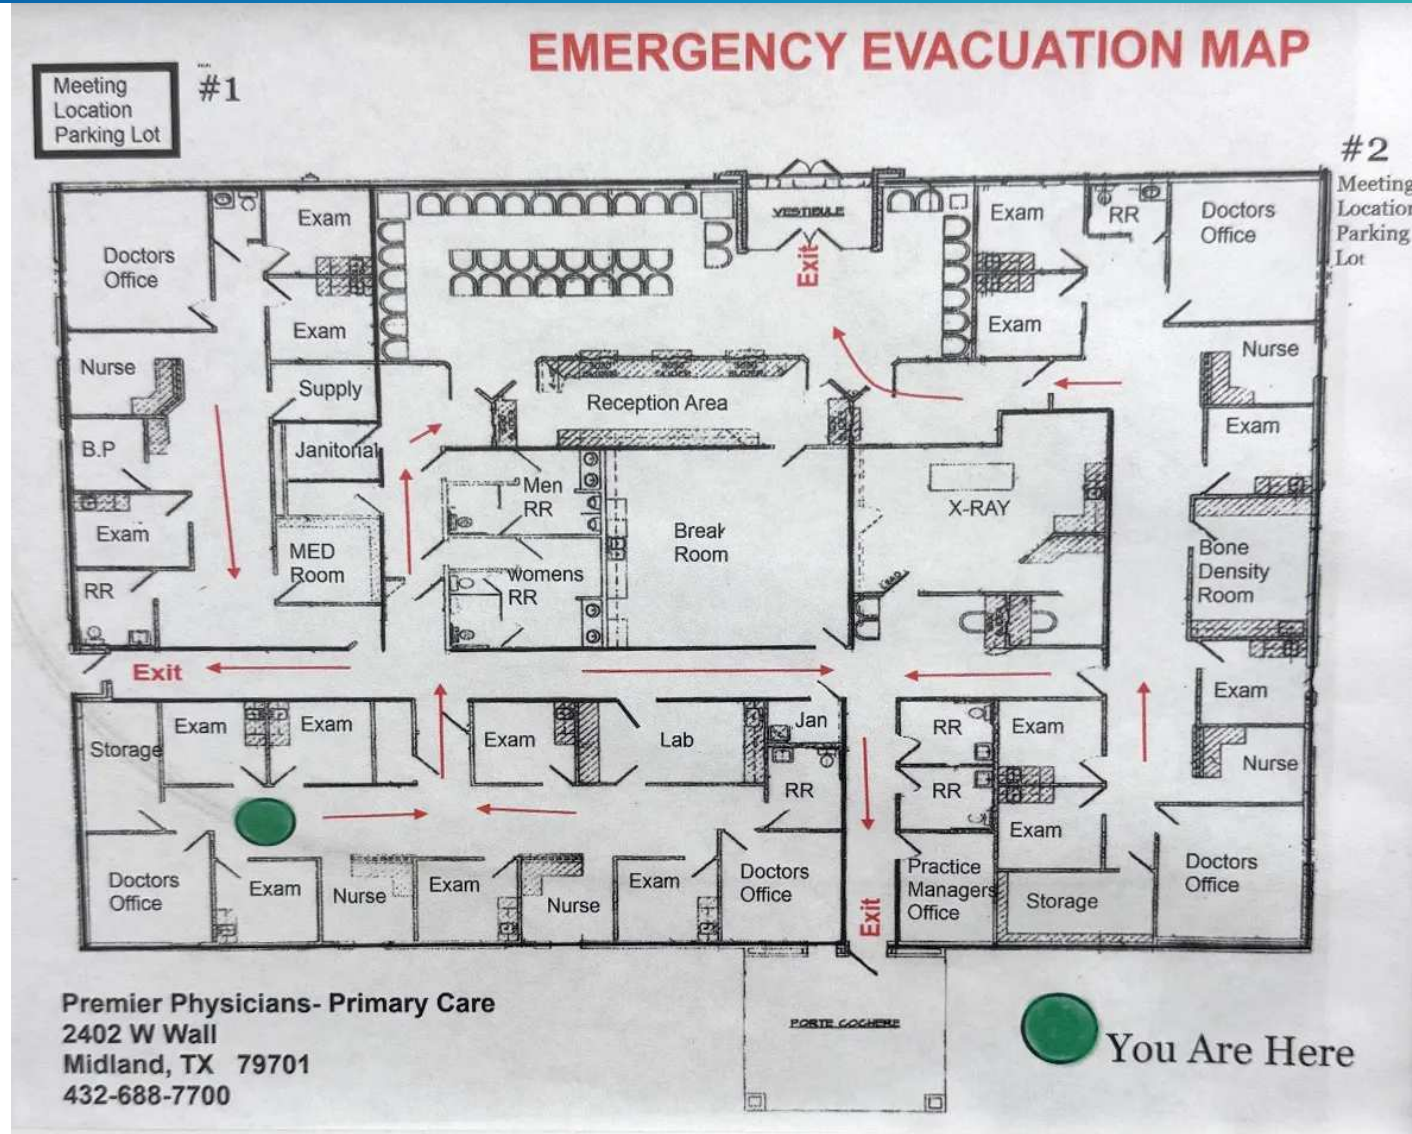 EMERGENCY EVACUATION MAP
Meeting
Location
Parking Lot
#1
#2
Meeting
Location
Parking
Lot
VESTIBULE
Exit
Doctors
Office
Exam
Exam
Exam
RR
Doctors
Office
Exam
Nurse
Supply
Reception Area
Nurse
Exam
B.P
Janitorial
Men
RR
Break
Room
X-RAY
Exam
MED
Room
Bone
Density
Room
RR
womens
RR
Exit
Exam
Storage
Exam
Exam
Exam
Lab
Jan
RR
Exam
Nurse
RR
RR
Exam
Doctors
Office
Exam
Nurse
Exam
Nurse
Exam
Doctors
Office
Exit
Practice
Managers
Office
Storage
Doctors
Office
Premier Physicians- Primary Care
2402 W Wall
Midland, TX 79701
432-688-7700
PORTE COCHERE
You Are Here